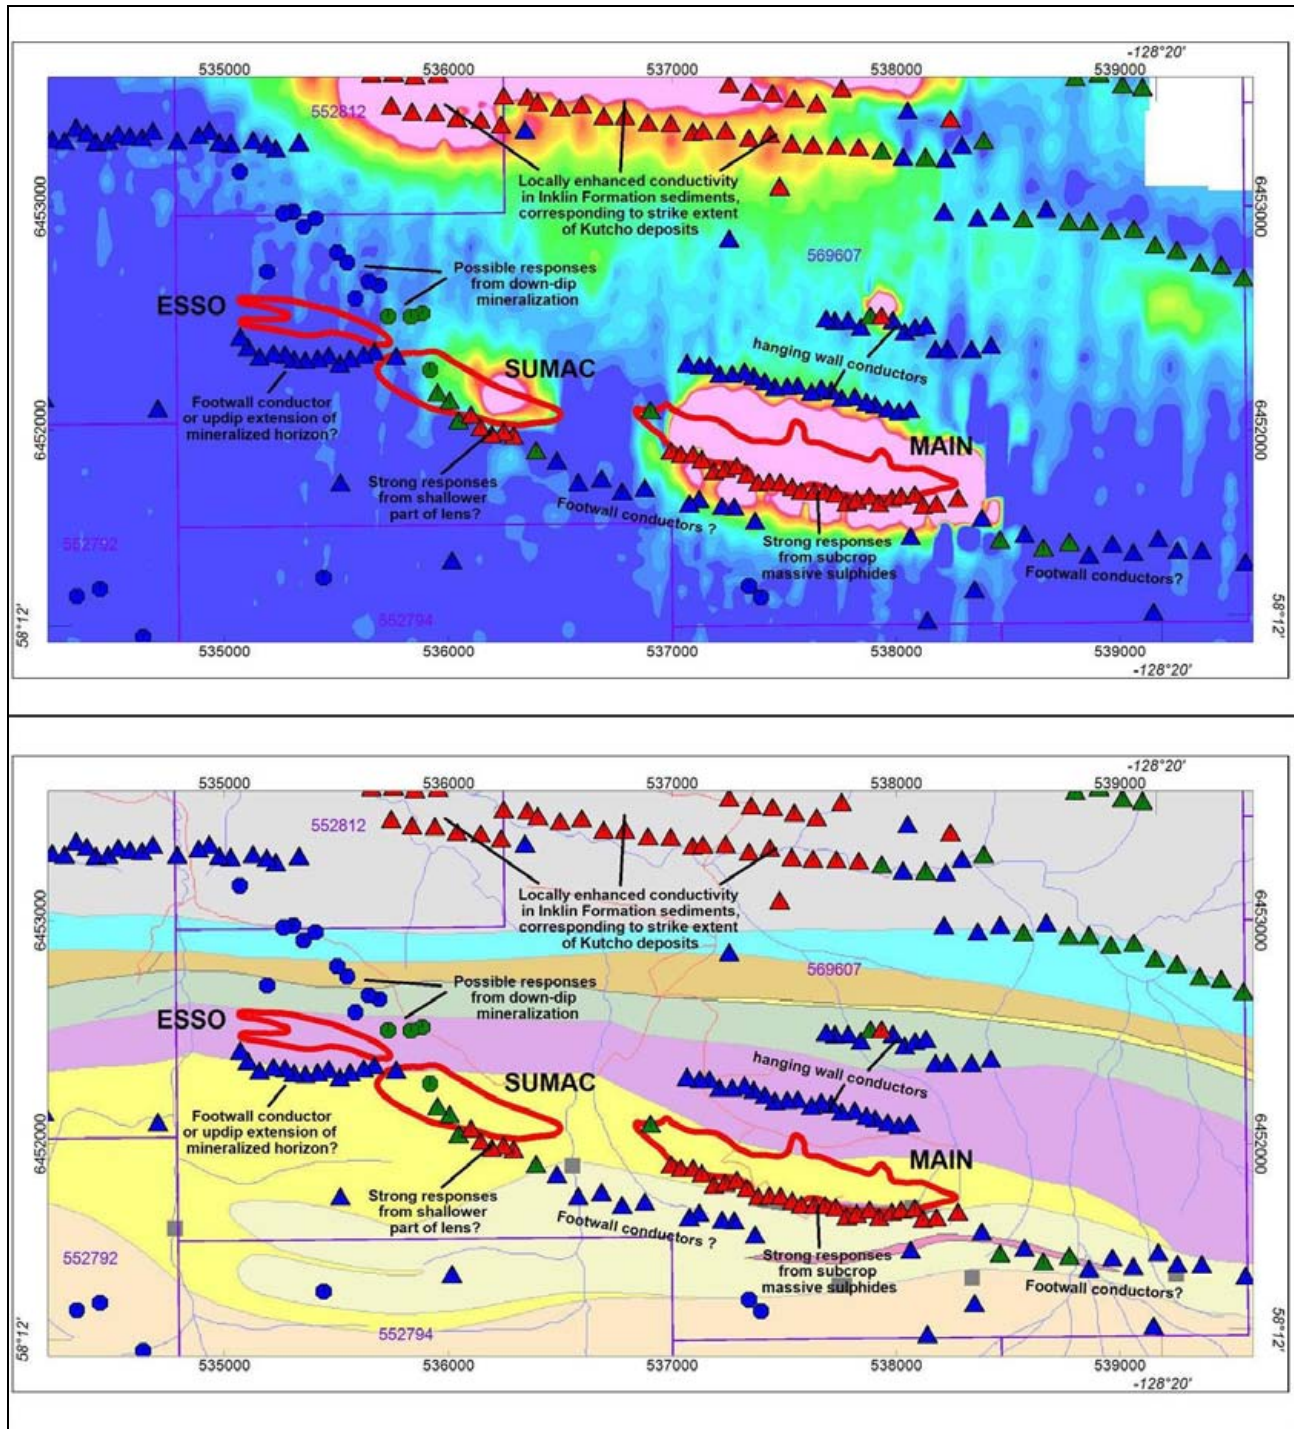 -128°20'
535000 536000 537000 538000 539000
552812
Locally enhanced conductivity
in Inklin Formation sediments,
corresponding to strike extent
of Kutcho deposits
6453000
6453000
569607
Possible responses
from down-dip
mineralization
ESSO
SUMAC
hanging wall conductors
Footwall conductor
or updip extension of
mineralized horizon?
6452000
6452000
MAIN
Strong responses
from shallower
part of lens?
Footwall conductors ?
Strong responses
from subcrop
massive sulphides
Footwall conductors?
552792
552794
58°12'
58°12'
535000 536000 537000 538000 539000
-128°20'
-128°20'
535000 536000 537000 538000 539000
552812
Locally enhanced conductivity
in Inklin Formation sediments,
corresponding to strike extent
of Kutcho deposits
6453000
6453000
569607
Possible responses
from down-dip
mineralization
ESSO
SUMAC
hanging wall conductors
Footwall conductor
or updip extension of
mineralized horizon?
6452000
6452000
MAIN
Strong responses
from shallower
part of lens?
Footwall conductors ?
Strong responses
from subcrop
massive sulphides
Footwall conductors?
552792
552794
58°12'
58°12'
535000 536000 537000 538000 539000
-128°20'